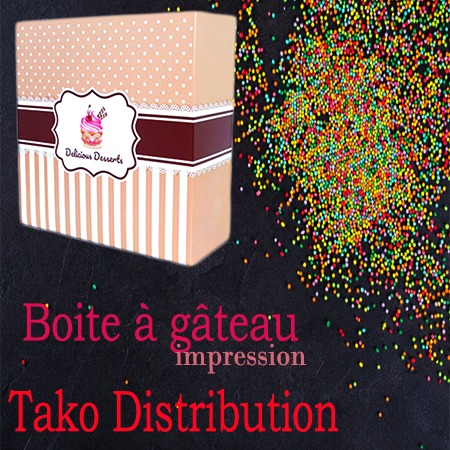 Delicious Desserts
Boite à gâteau
impression
Tako Distribution